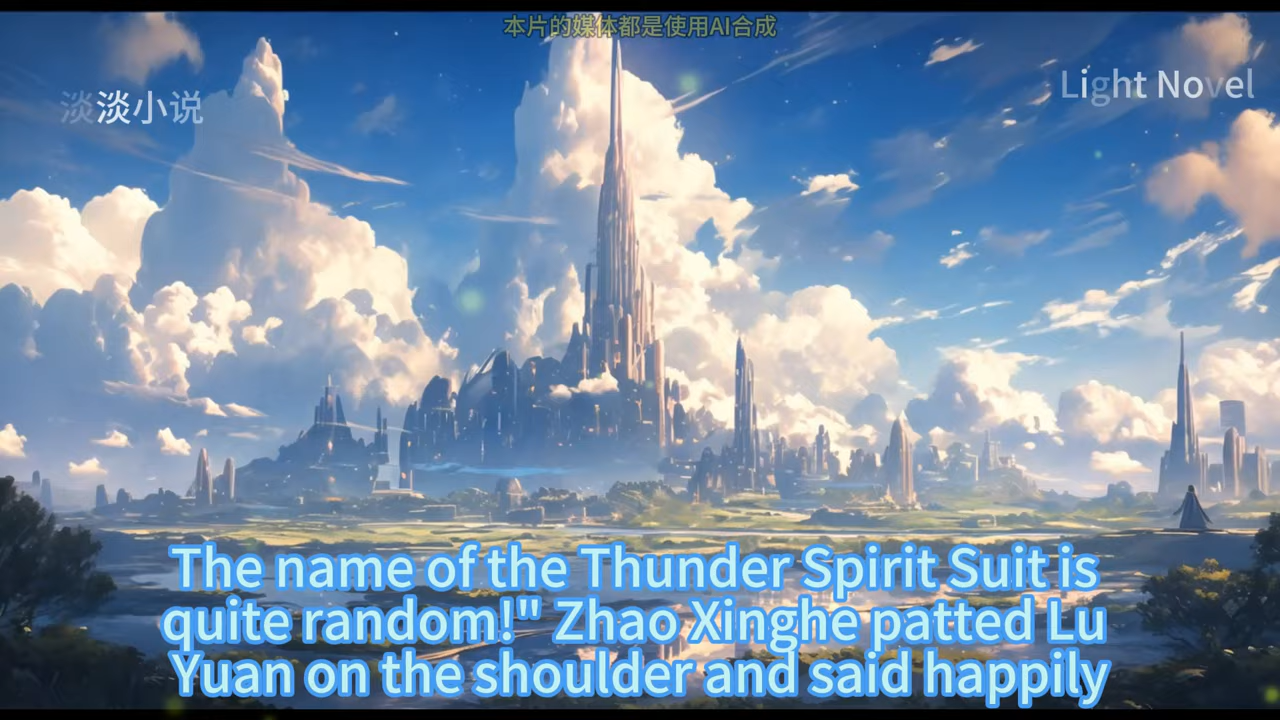 本片的媒体都是使用AI合成
淡淡小说
Light Novel
The name of the Thunder Spirit Suit is
quite random!" Zhao Xinghe patted Lu
Yuan on the shoulder and said happily